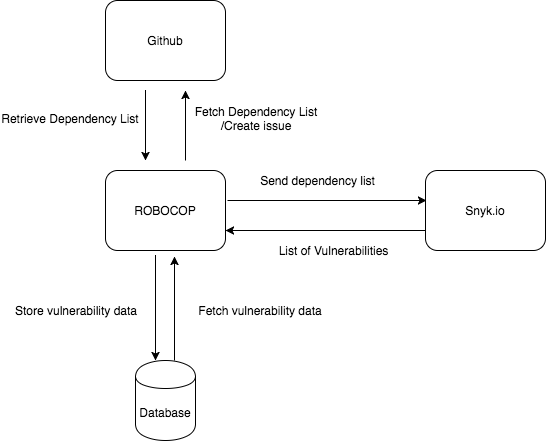 Github
Retrieve Dependency List
Fetch Dependency List
/Create issue
ROBOCOP
Send dependency list
Snyk.io
List of Vulnerabilities
Store vulnerability data
Fetch vulnerability data
Database